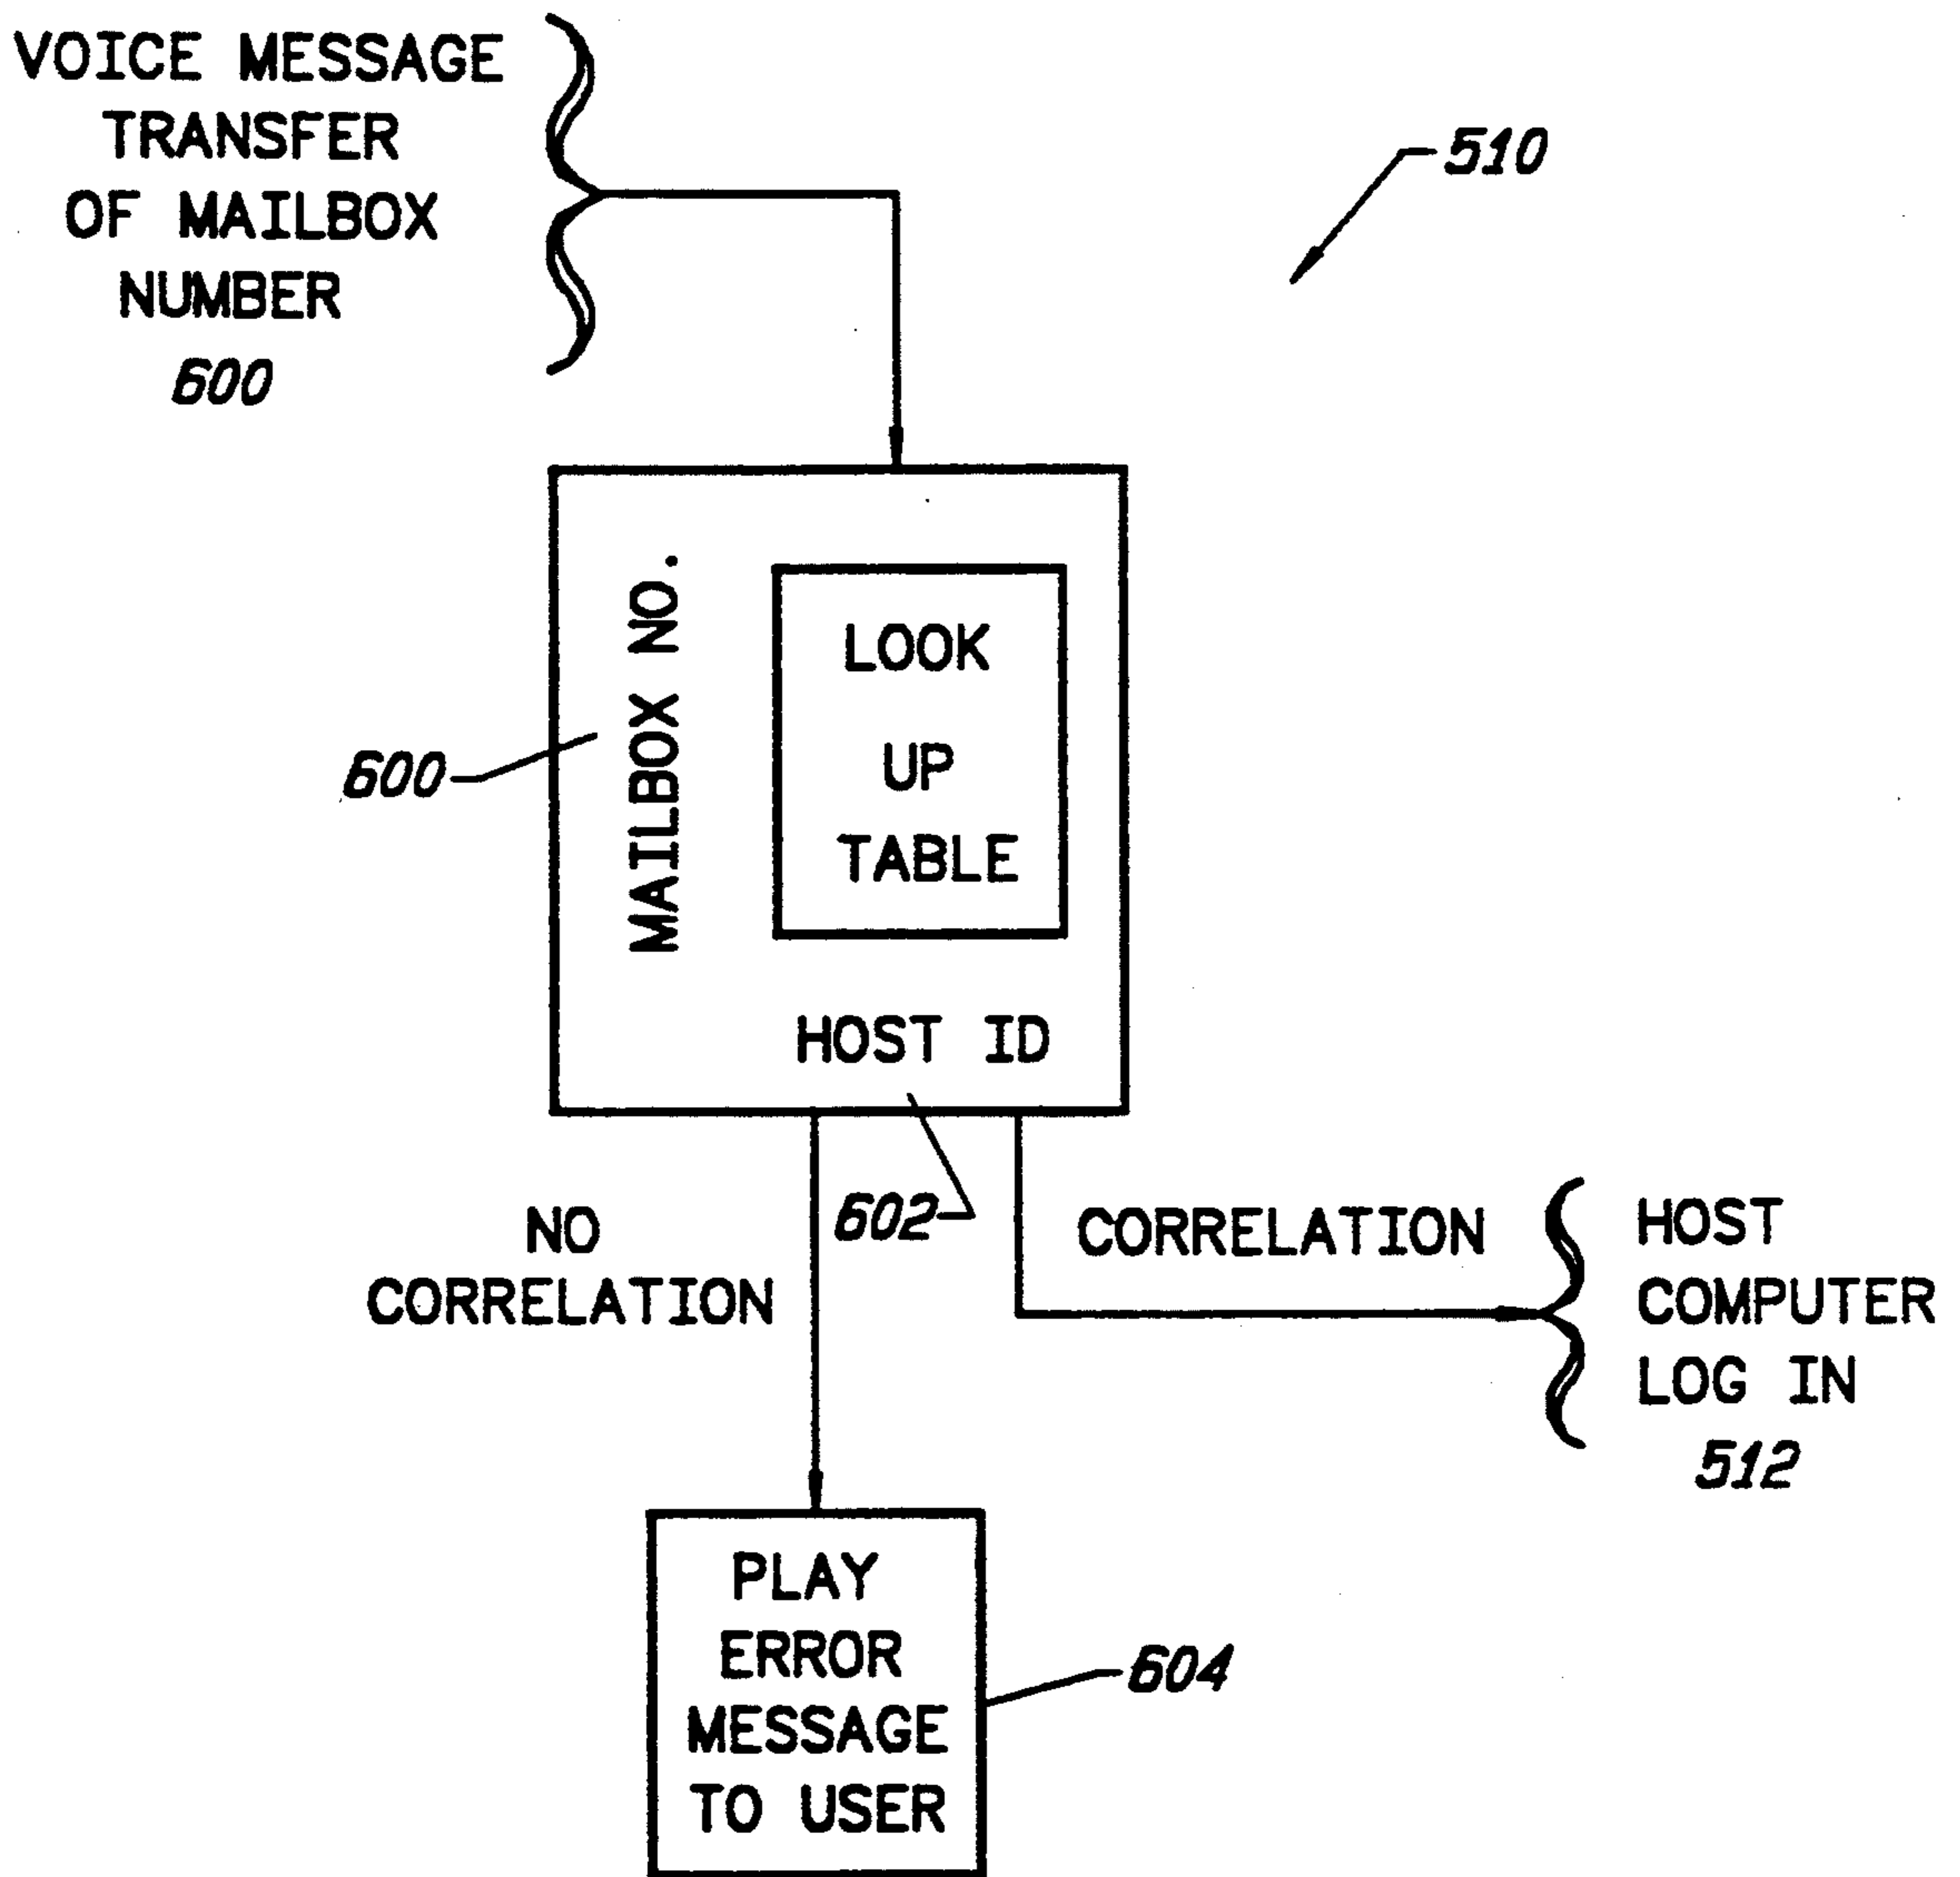 VOICE MESSAGE
TRANSFER
OF MAILBOX
NUMBER
600
510
MAILBOX NO.
LOOK
UP
TABLE
600
HOST ID
602
NO
CORRELATION
CORRELATION
HOST
COMPUTER
LOG IN
512
PLAY
ERROR
MESSAGE
TO USER
604